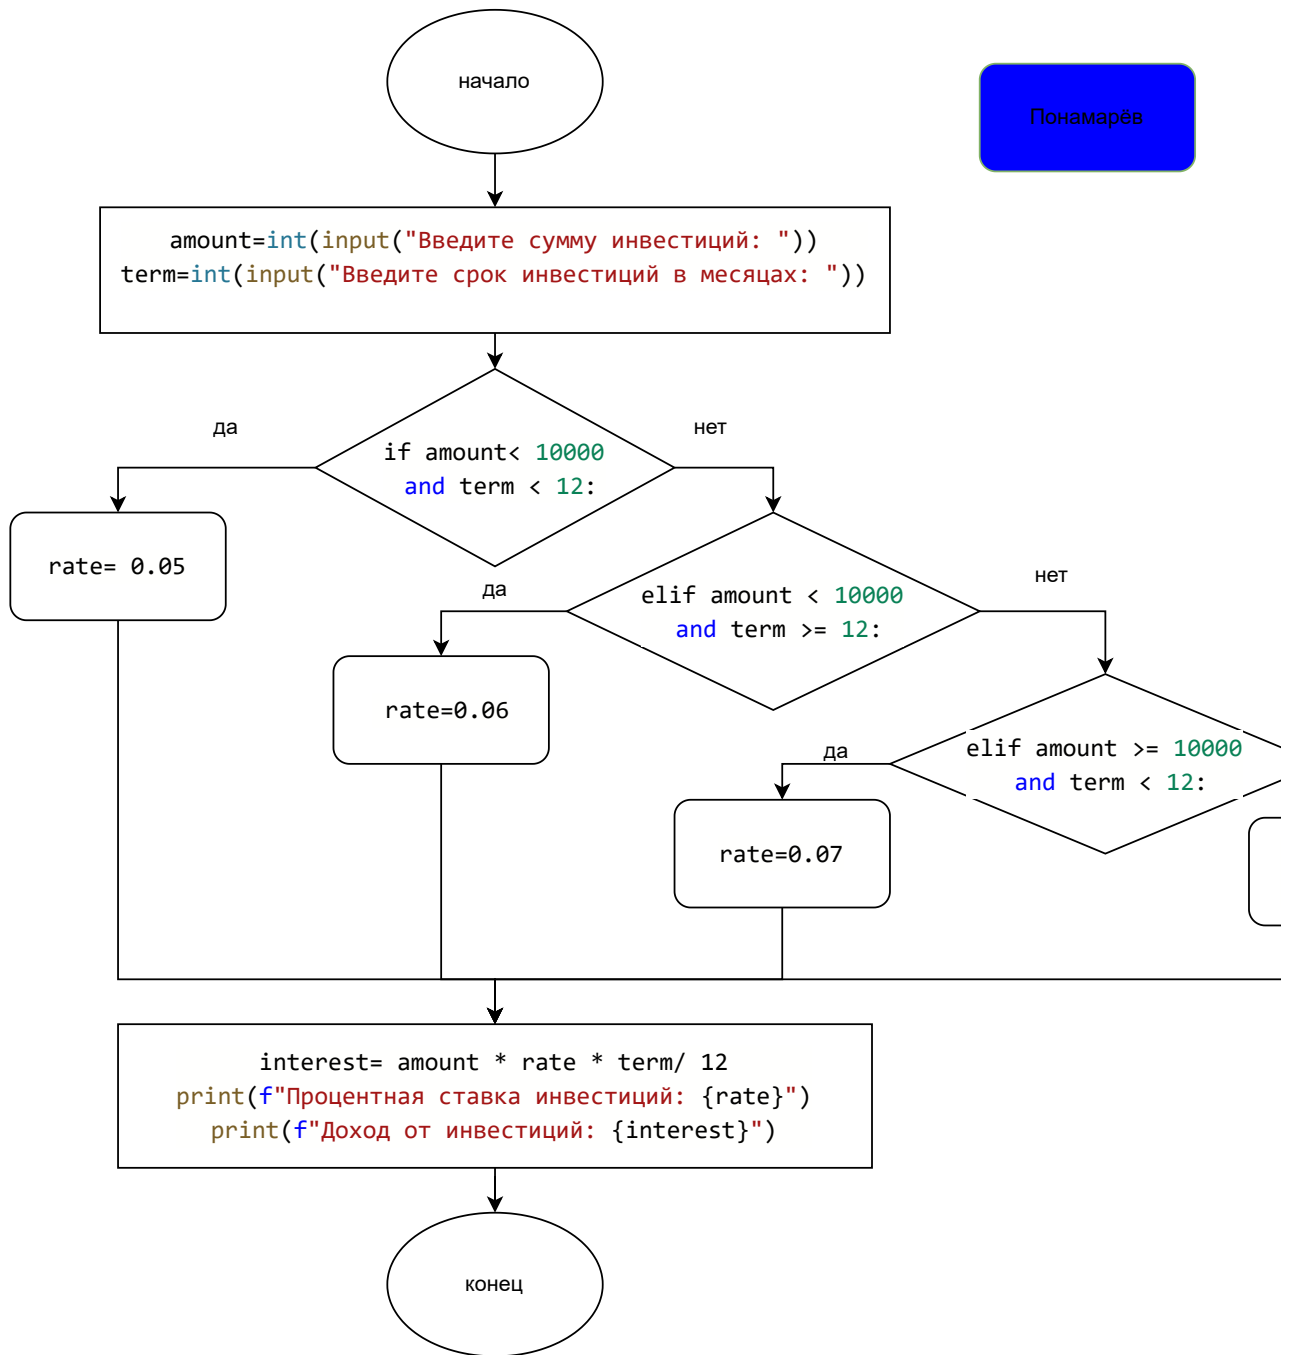 начало
Понамарёв
amount=int(input("Введите сумму инвестиций: "))
term=int(input("Введите срок инвестиций в месяцах: "))
да
нет
if amount< 10000
and term < 12:
rate= 0.05
да
нет
elif amount < 10000
and term >= 12:
rate=0.06
да
elif amount >= 10000
and term < 12:
rate=0.07
interest= amount * rate * term/ 12
print(f"Процентная ставка инвестиций: {rate}")
print(f"Доход от инвестиций: {interest}")
конец